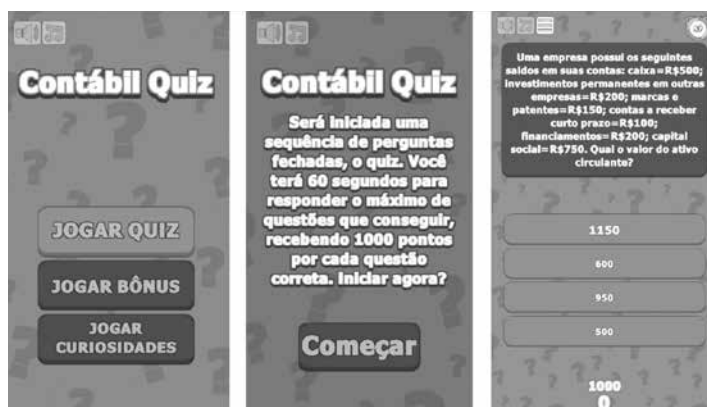 Contábil Quiz
JOGAR QUIZ
JOGAR BÔNUS
JOGAR
CURIOSIDADES
Contábil Quiz
Será iniciada uma
sequência de perguntas
fechadas, o quiz. Você
terá 60 segundos para
responder o máximo de
questões que conseguir,
recebendo 1000 pontos
por cada questão
correta. Iniciar agora?
Começar
Uma empresa possui os seguintes
saldos em suas contas: caixa=R$500;
investimentos permanentes em outras
empresas=R$200; marcas e
patentes=R$150; contas a receber
curto prazo=R$100;
financiamentos=R$200; capital
social=R$750. Qual o valor do ativo
circulante?
1150
600
950
500
1000
0